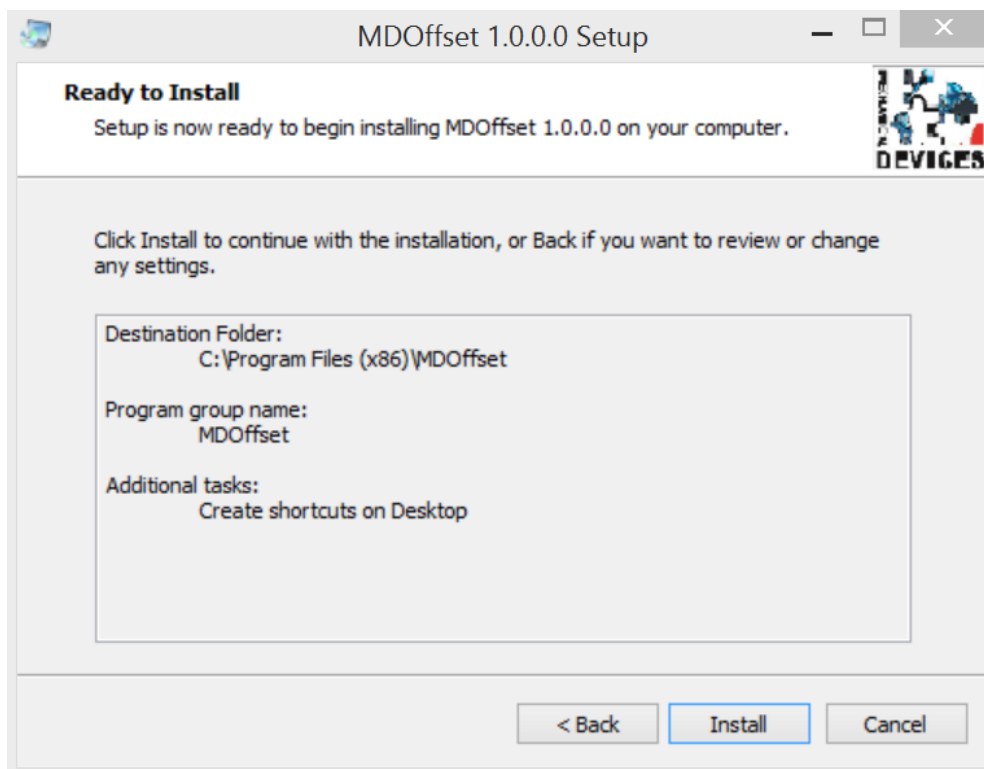 MDOffset 1.0.0.0 Setup
Ready to Install
Setup is now ready to begin installing MDOffset 1.0.0.0 on your computer.
DEVICES
Click Install to continue with the installation, or Back if you want to review or change
any settings.
Destination Folder:
C:\Program Files (x86)\MDOffset
Program group name:
MDOffset
Additional tasks:
Create shortcuts on Desktop
< Back
Install
Cancel